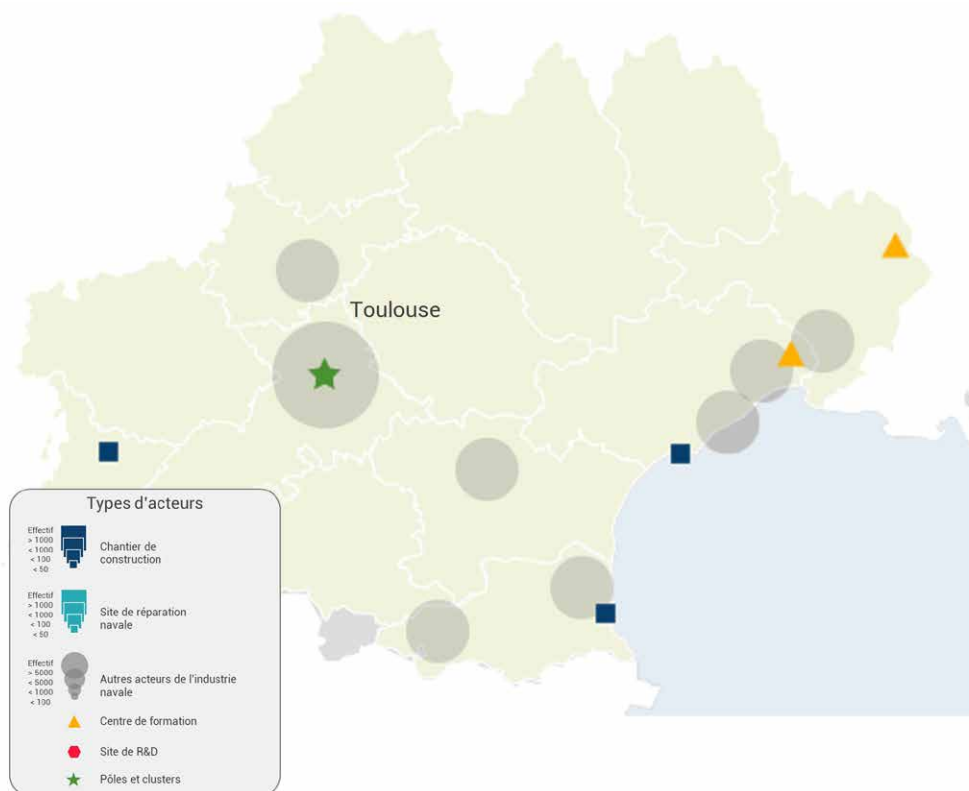 Toulouse
Types d'acteurs
Effectif
> 1000
< 1000
< 100
< 50
Chantier de
construction
Effectif
> 1000
< 1000
< 100
< 50
Site de réparation
navale
Effectif
> 5000
< 5000
< 1000
< 100
Autres acteurs de l'industrie
navale
Centre de formation
Site de R&D
Pôles et clusters